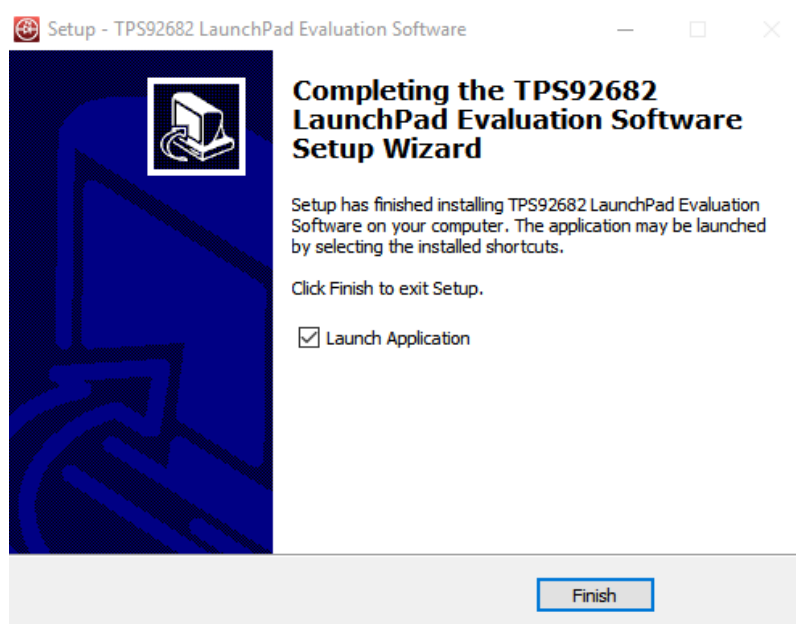 Setup - TPS92682 LaunchPad Evaluation Software
Completing the TPS92682
LaunchPad Evaluation Software
Setup Wizard
Setup has finished installing TPS92682 LaunchPad Evaluation
Software on your computer. The application may be launched
by selecting the installed shortcuts.
Click Finish to exit Setup.
Launch Application
Finish